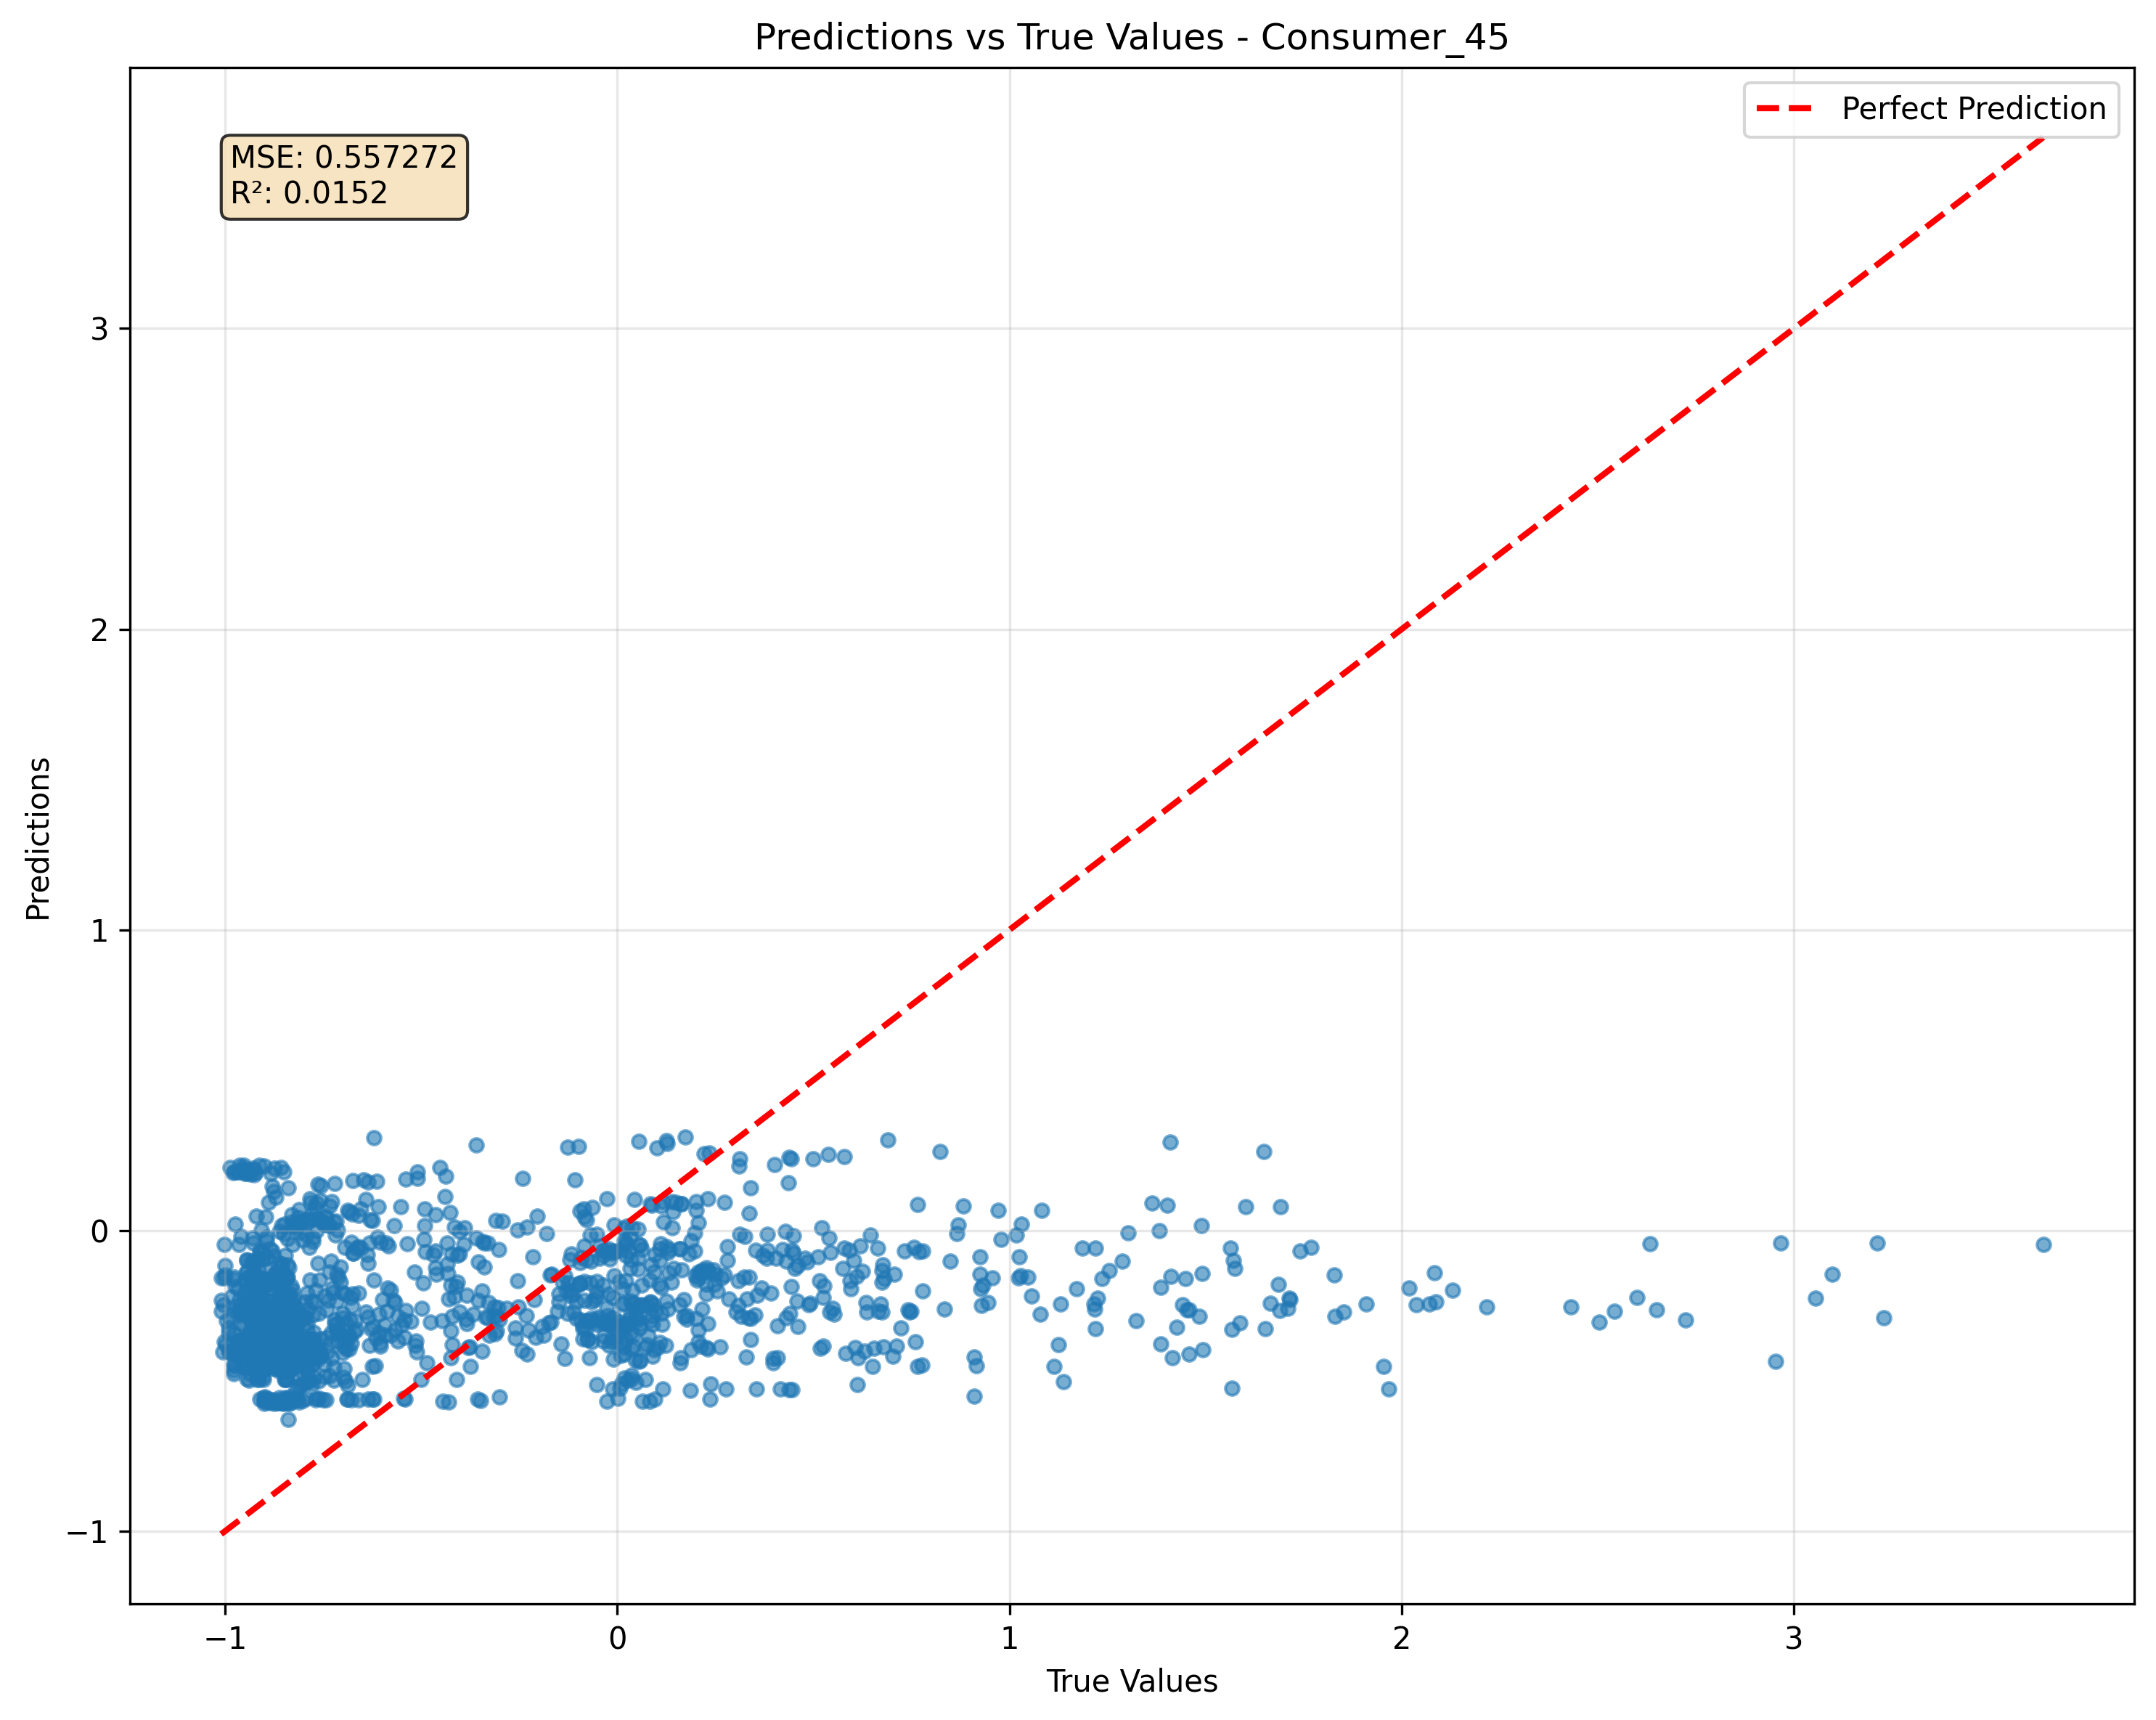 Predictions vs True Values - Consumer_45
Perfect Prediction
MSE: 0.557272
R²: 0.0152
3
2
1
0
−1
Predictions
−1 0 1 2 3
True Values